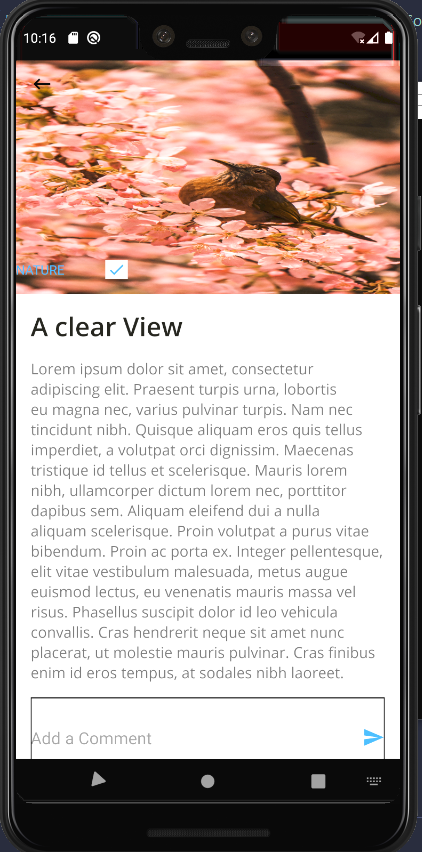 10:16
NATURE
A clear View
Lorem ipsum dolor sit amet, consectetur
adipiscing elit. Praesent turpis urna, lobortis
eu magna nec, varius pulvinar turpis. Nam nec
tincidunt nibh. Quisque aliquam eros quis tellus
imperdiet, a volutpat orci dignissim. Maecenas
tristique id tellus et scelerisque. Mauris lorem
nibh, ullamcorper dictum lorem nec, porttitor
dapibus sem. Aliquam eleifend dui a nulla
aliquam scelerisque. Proin volutpat a purus vitae
bibendum. Proin ac porta ex. Integer pellentesque,
elit vitae vestibulum malesuada, metus augue
euismod lectus, eu venenatis mauris massa vel
risus. Phasellus suscipit dolor id leo vehicula
convallis. Cras hendrerit neque sit amet nunc
placerat, ut molestie mauris pulvinar. Cras finibus
enim id eros tempus, at sodales nibh laoreet.
Add a Comment